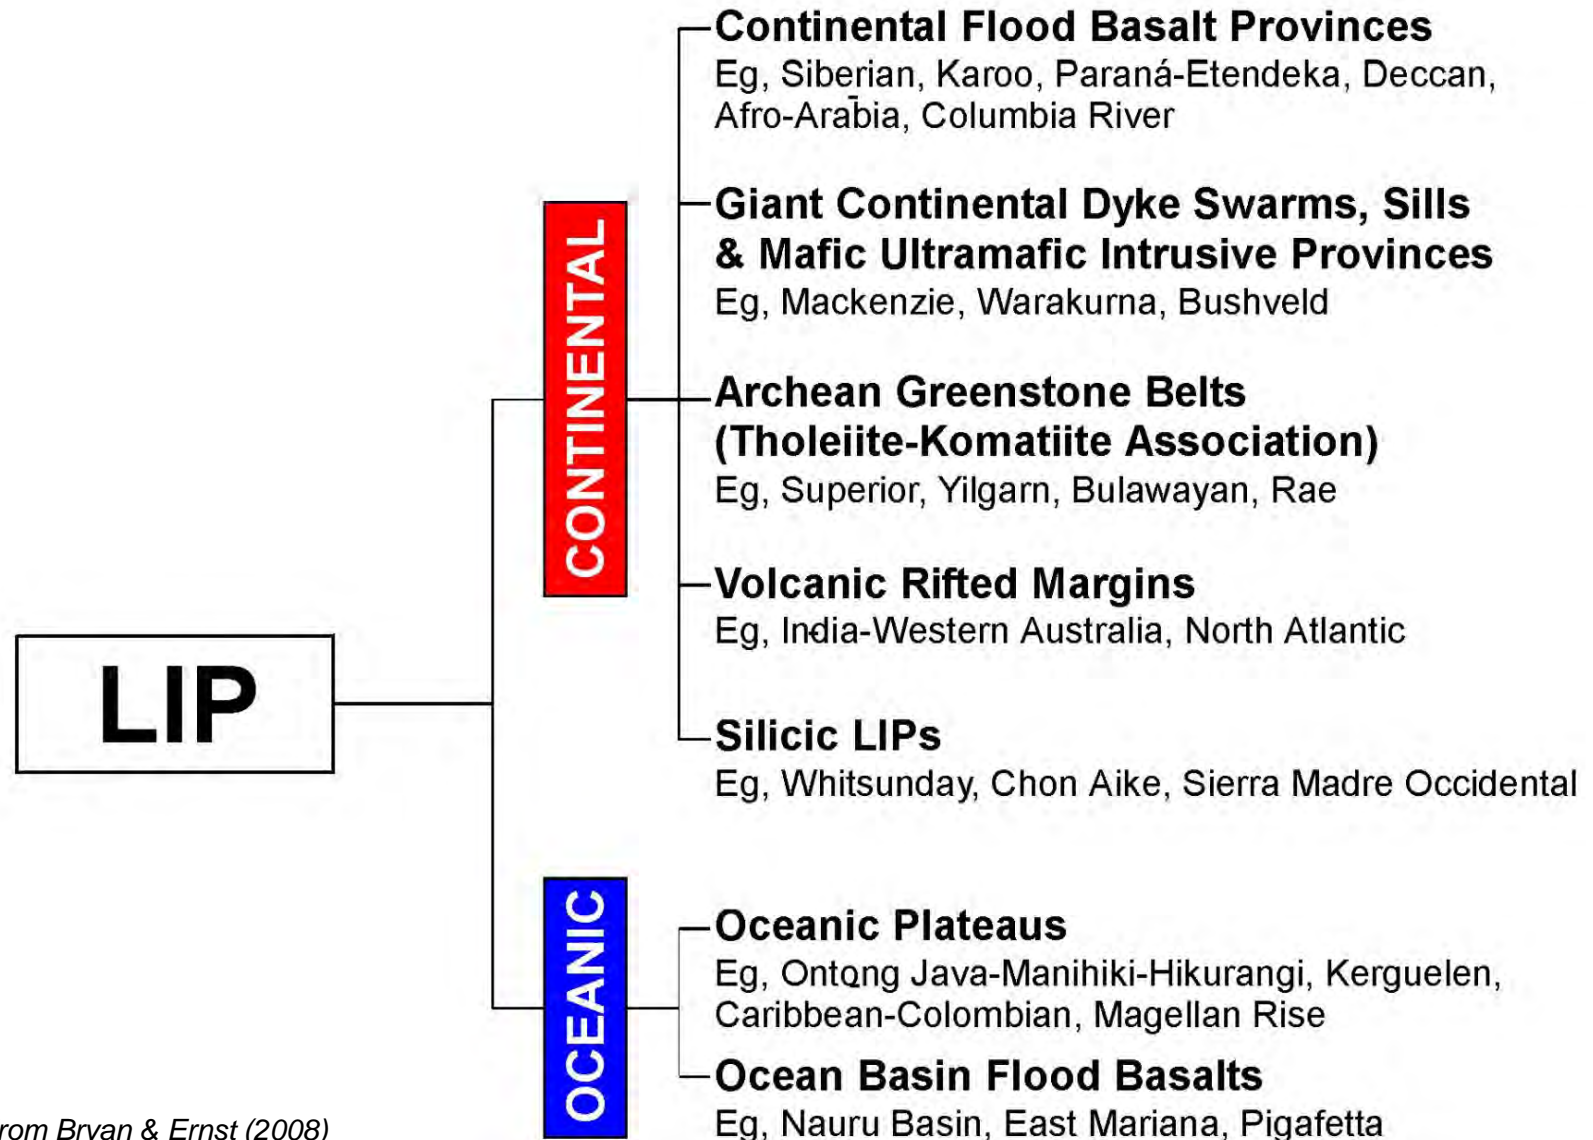 Continental Flood Basalt Provinces
Eg, Siberian, Karoo, Paraná-Etendeka, Deccan,
Afro-Arabia, Columbia River
Giant Continental Dyke Swarms, Sills
& Mafic Ultramafic Intrusive Provinces
Eg, Mackenzie, Warakurna, Bushveld
CONTINENTAL
Archean Greenstone Belts
(Tholeiite-Komatiite Association)
Eg, Superior, Yilgarn, Bulawayan, Rae
Volcanic Rifted Margins
Eg, India-Western Australia, North Atlantic
LIP
Silicic LIPs
Eg, Whitsunday, Chon Aike, Sierra Madre Occidental
OCEANIC
Oceanic Plateaus
Eg, Ontong Java-Manihiki-Hikurangi, Kerguelen,
Caribbean-Colombian, Magellan Rise
Ocean Basin Flood Basalts
Eg, Nauru Basin, East Mariana, Pigafetta
rom Bryan & Ernst (2008)